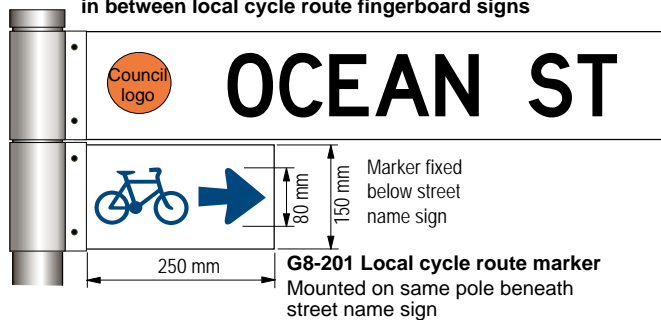 in between local cycle route fingerboard signs
Council
logo
OCEAN ST
80 mm
150 mm
Marker fixed
below street
name sign
250 mm
G8-201 Local cycle route marker
Mounted on same pole beneath
street name sign